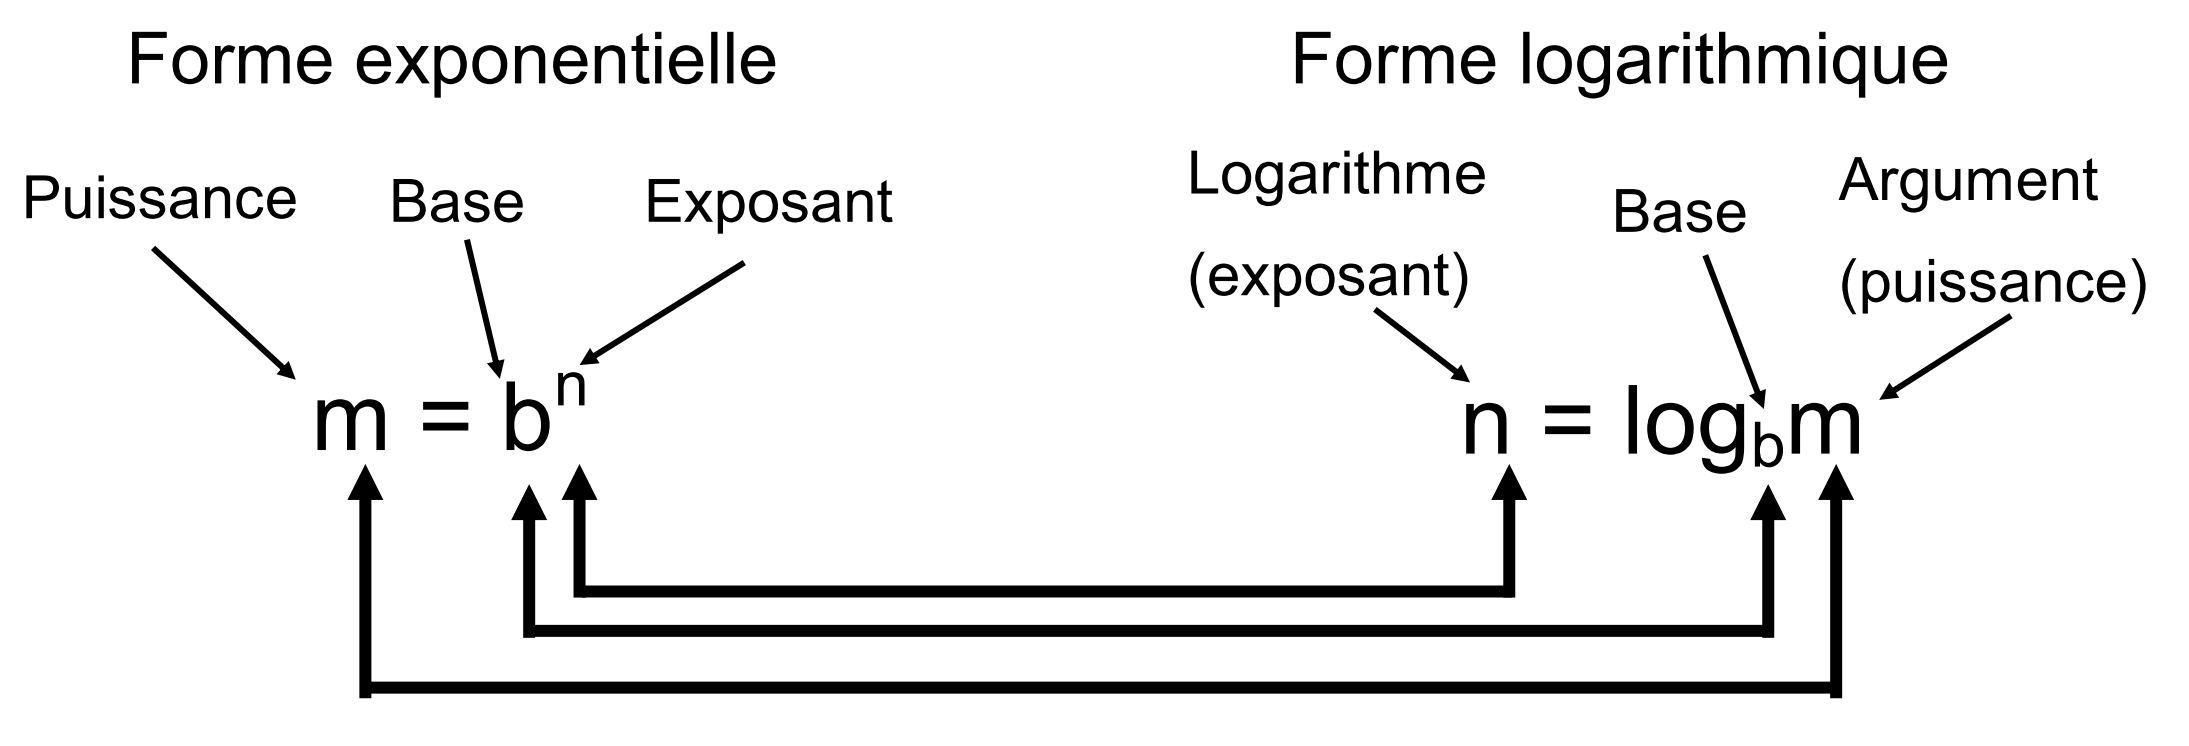 Forme exponentielle
Forme logarithmique
Puissance
Base
Exposant
Logarithme
(exposant)
Base
Argument
(puissance)
m = bⁿ
n = log_b m